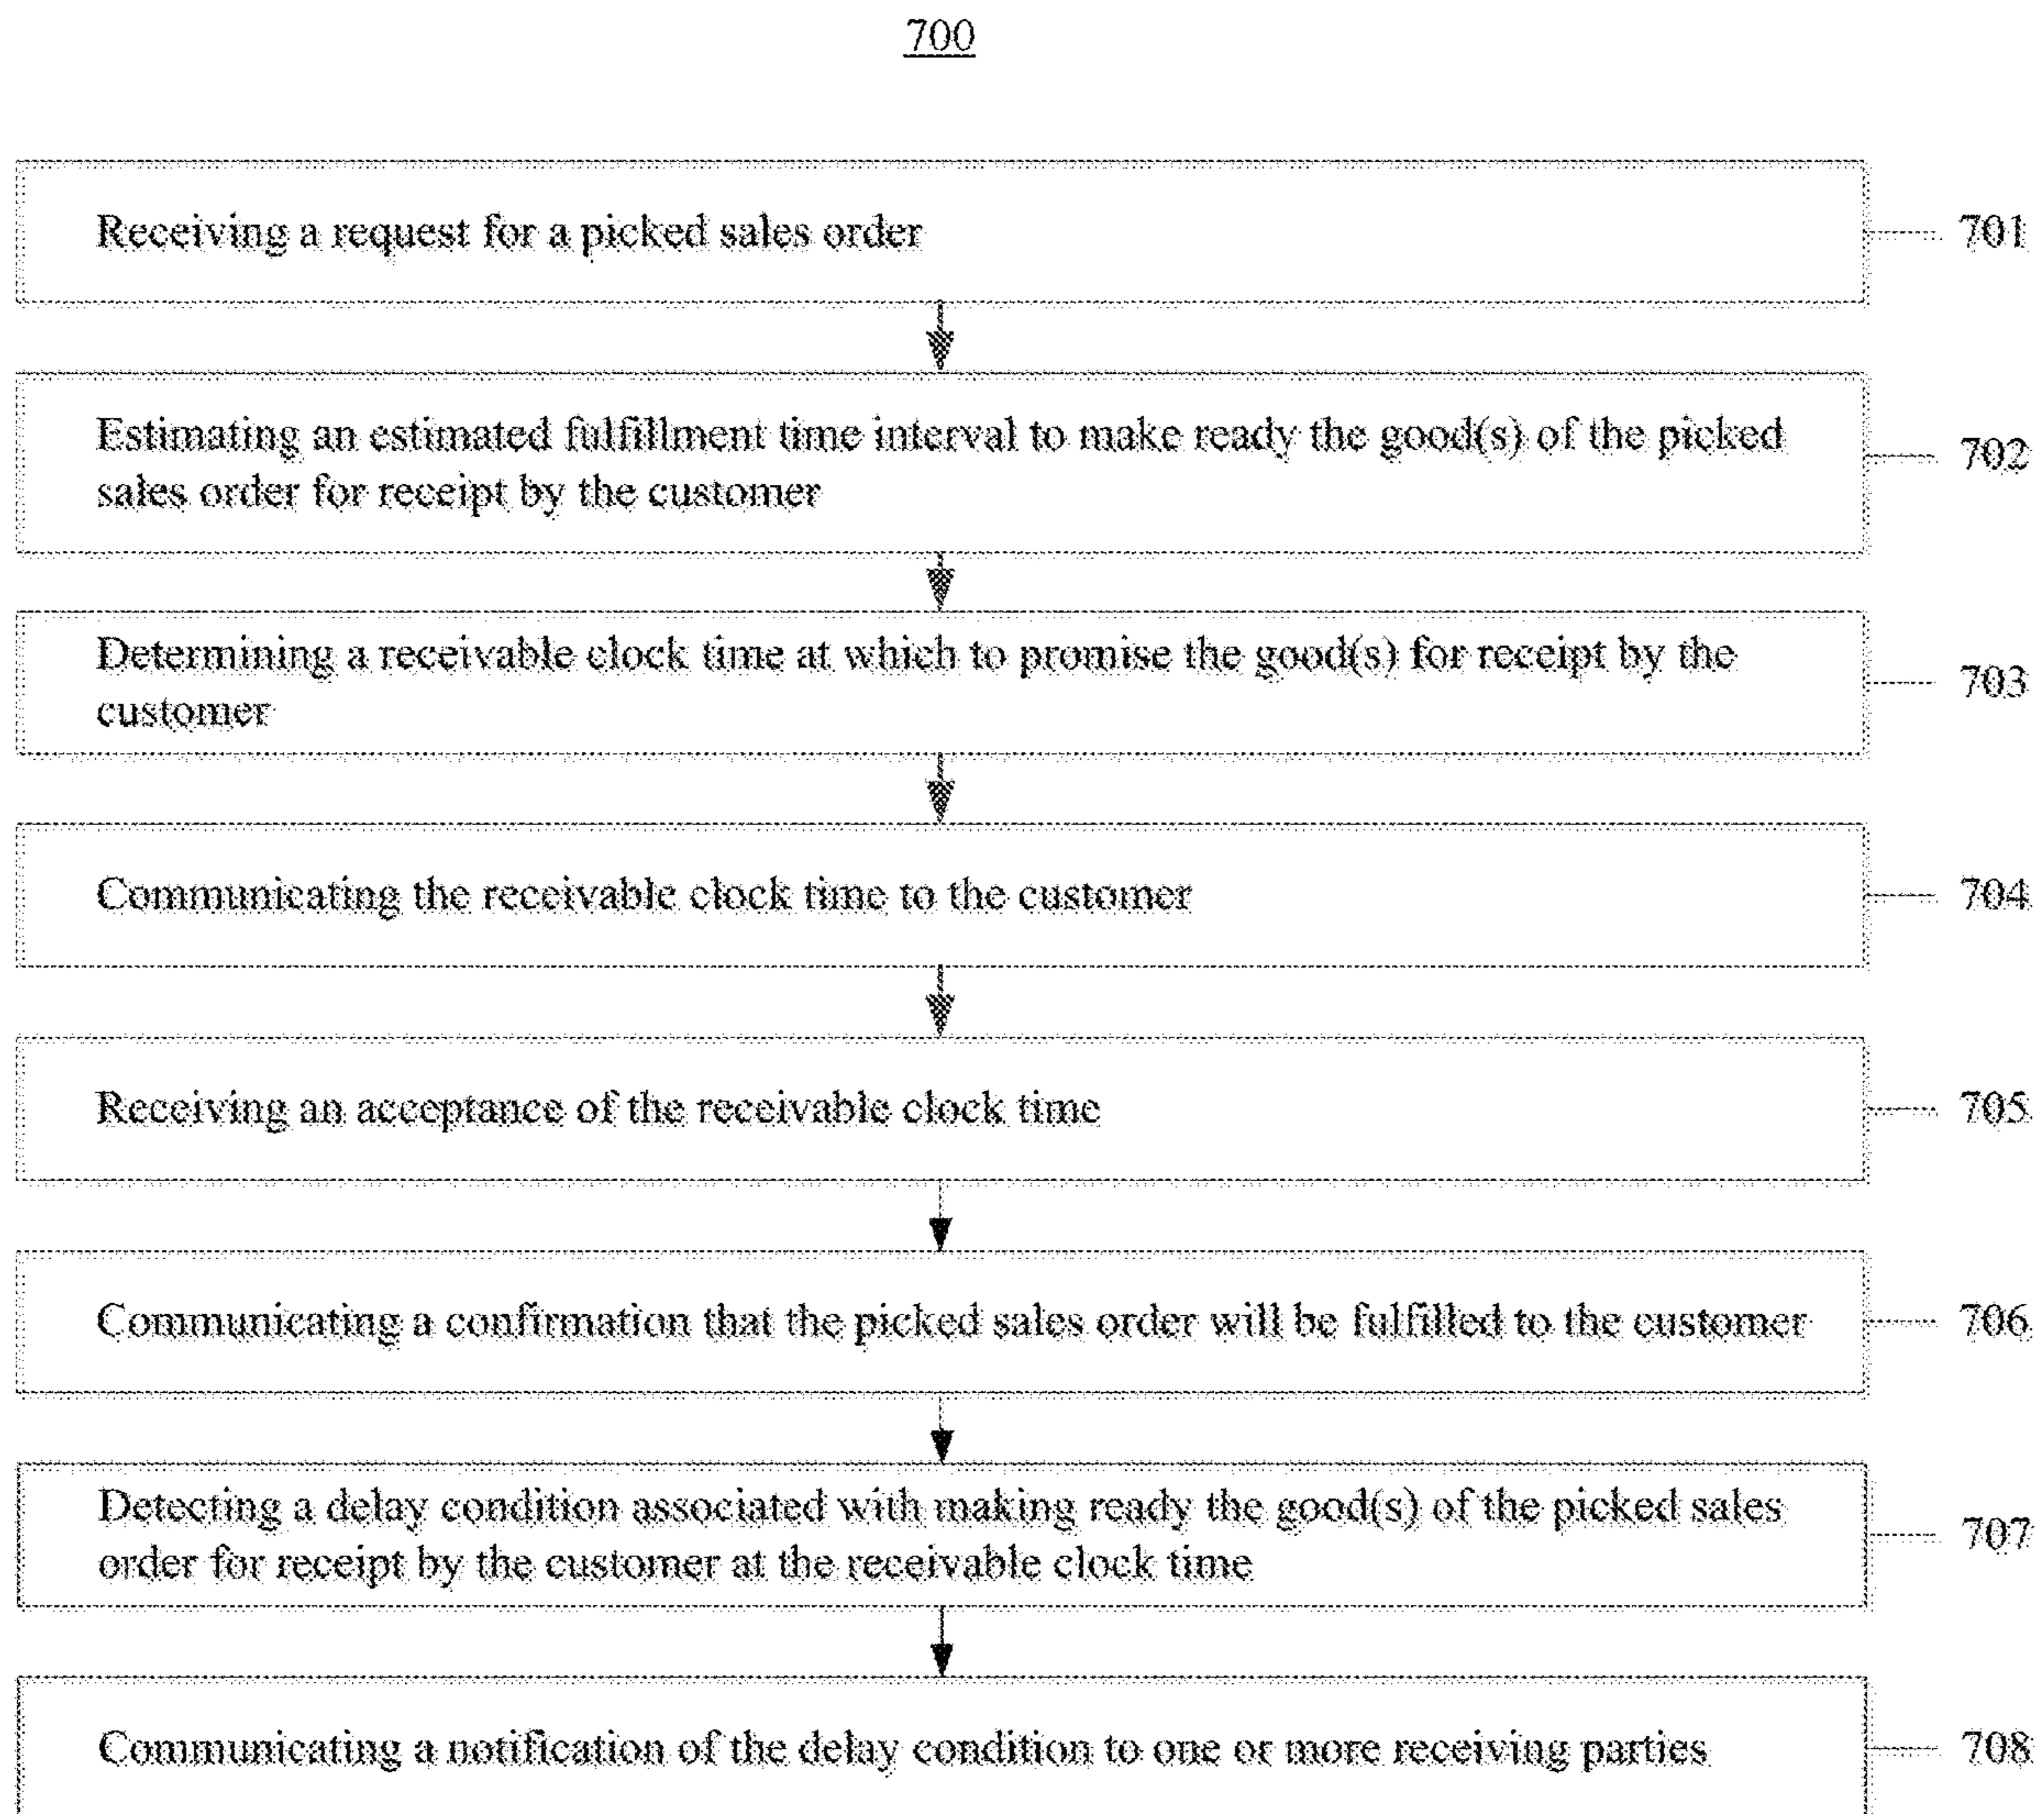 700
Receiving a request for a picked sales order
701
Estimating an estimated fulfillment time interval to make ready the good(s) of the picked
sales order for receipt by the customer
702
Determining a receivable clock time at which to promise the good(s) for receipt by the
customer
703
Communicating the receivable clock time to the customer
704
Receiving an acceptance of the receivable clock time
705
Communicating a confirmation that the picked sales order will be fulfilled to the customer
706
Detecting a delay condition associated with making ready the good(s) of the picked sales
order for receipt by the customer at the receivable clock time
707
Communicating a notification of the delay condition to one or more receiving parties
708